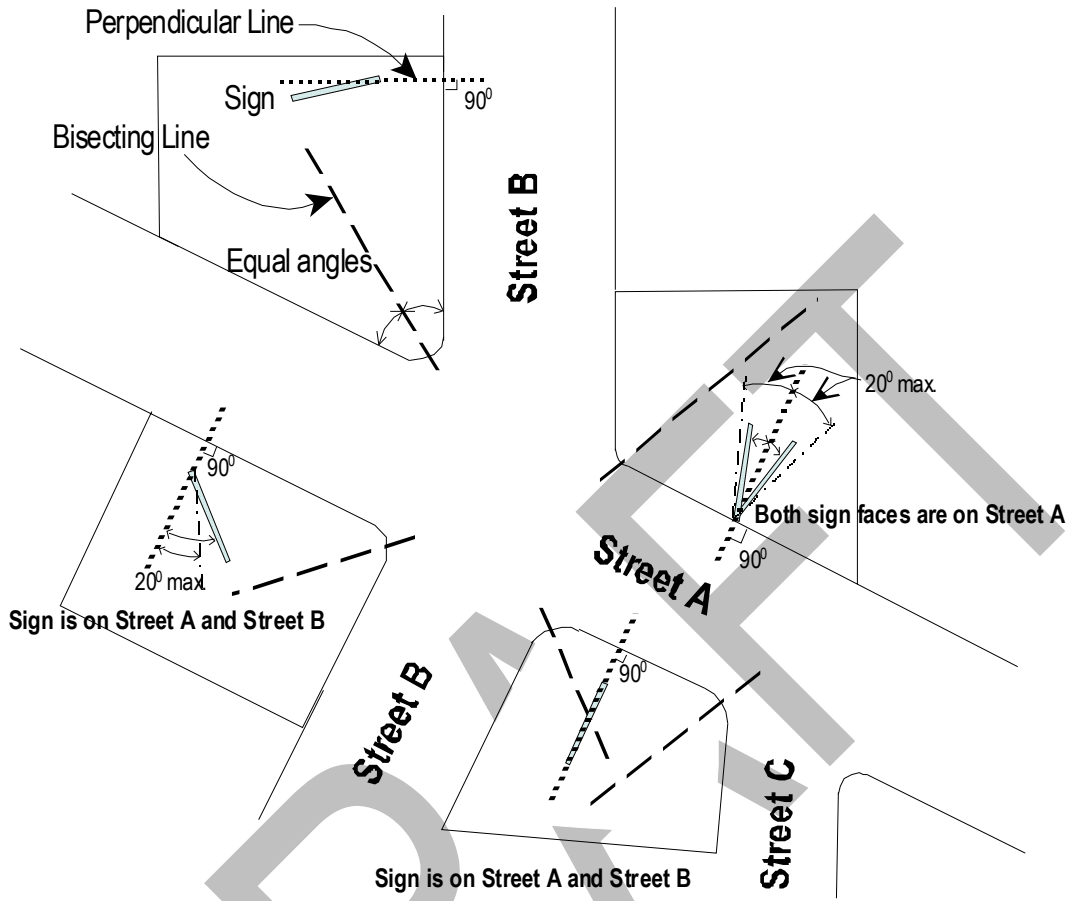 Perpendicular Line
Sign
90⁰
Bisecting Line
Street B
Equal angles
20⁰ max.
90⁰
Both sign faces are on Street A
90⁰
Street A
20⁰ max.
Sign is on Street A and Street B
90⁰
Street B
Street C
Sign is on Street A and Street B
DRAFT